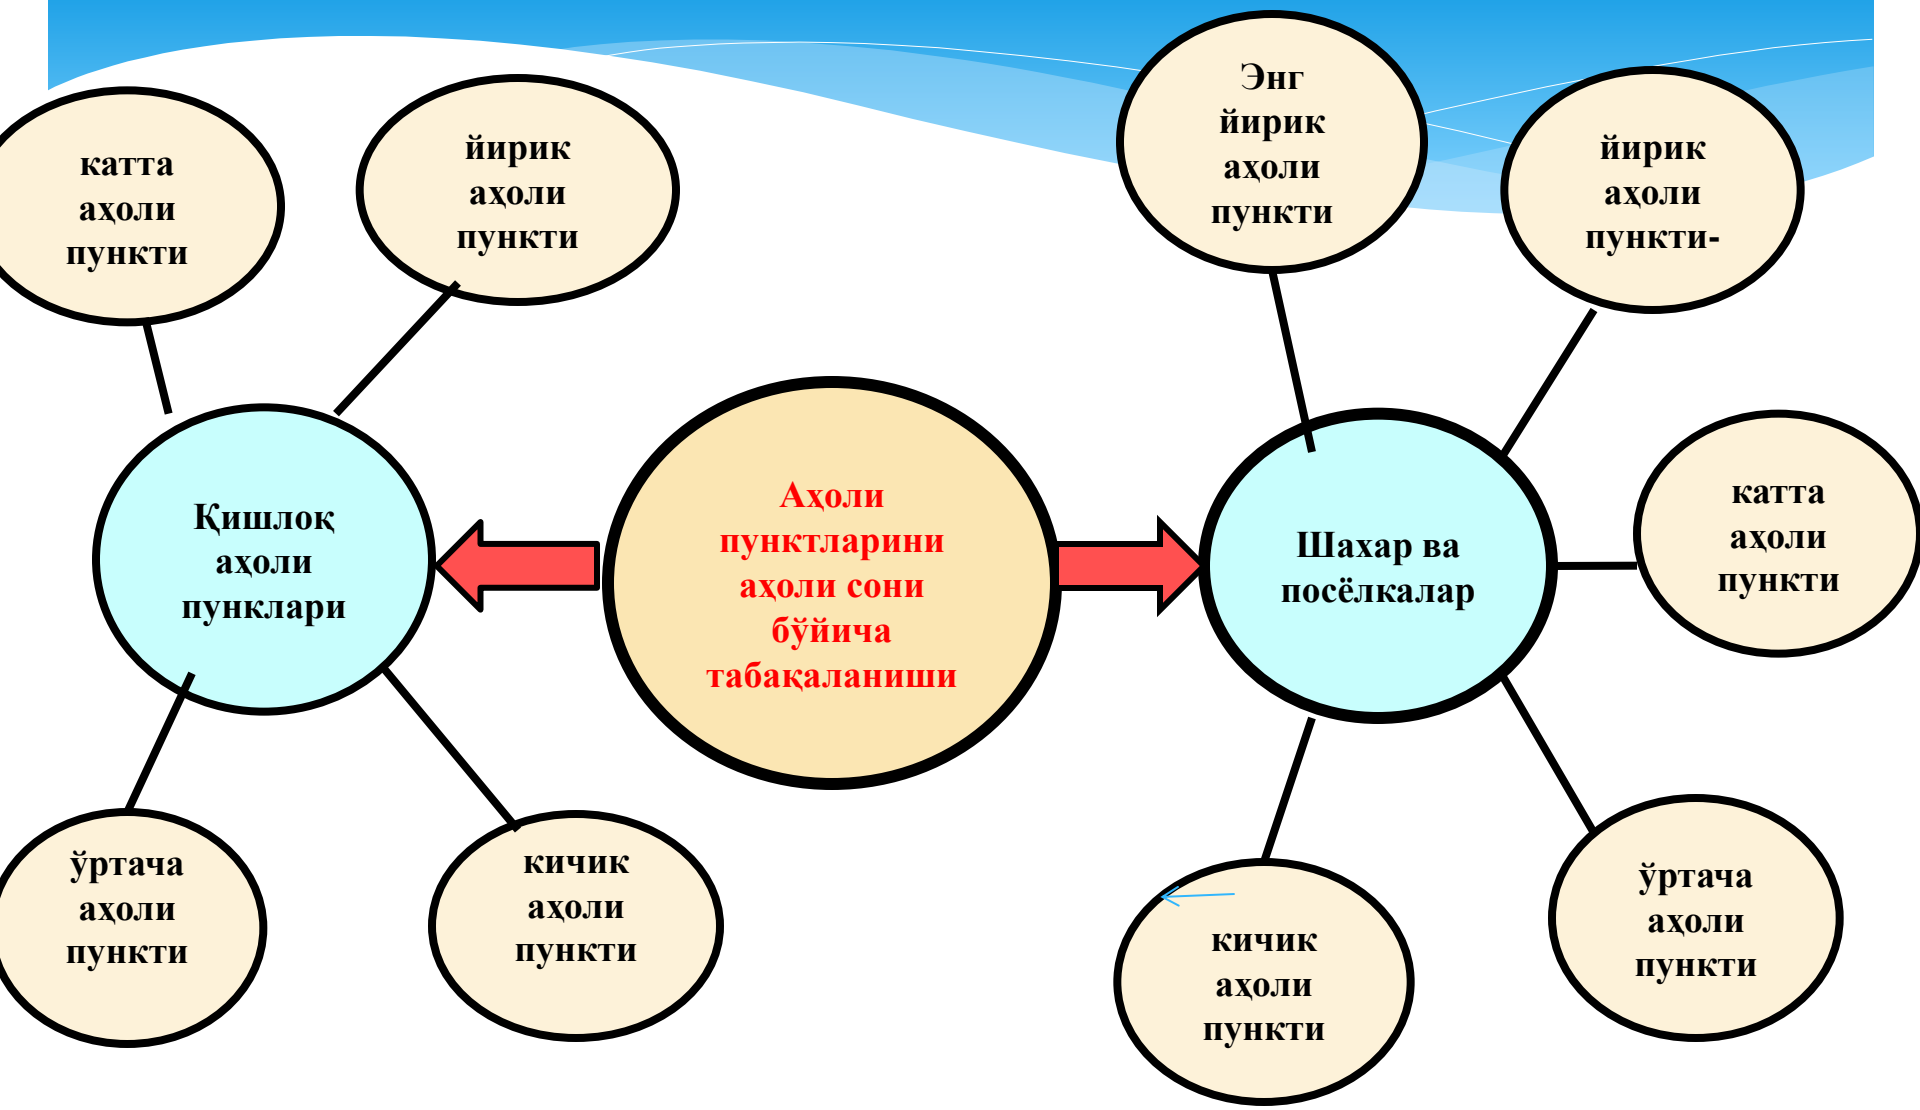 катта
аҳоли
пункти
йирик
аҳоли
пункти
Энг
йирик
аҳоли
пункти
йирик
аҳоли
пункти-
Қишлоқ
аҳоли
пунклари
Аҳоли
пунктларини
аҳоли сони
бўйича
табақаланиши
Шахар ва
посёлкалар
катта
аҳоли
пункти
ўртача
аҳоли
пункти
кичик
аҳоли
пункти
кичик
аҳоли
пункти
ўртача
аҳоли
пункти